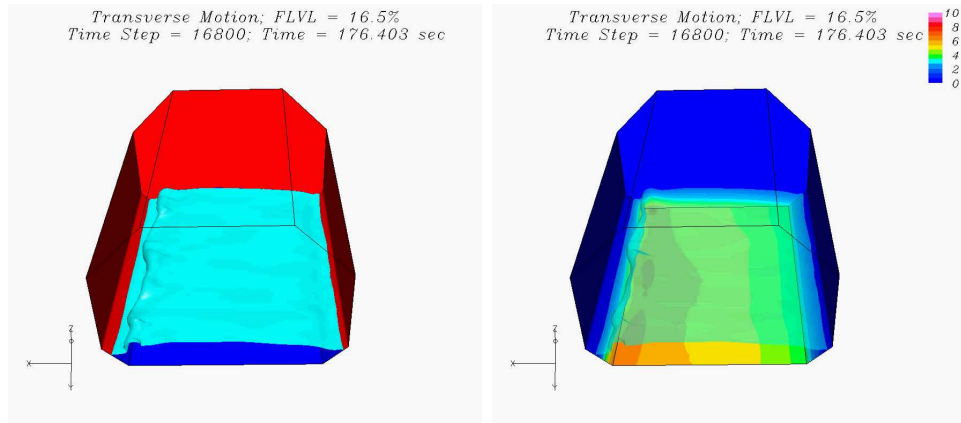 Transverse Motion; FLVL = 16.5%
Time Step = 16800; Time = 176.403 sec
Z
X
Y
Transverse Motion; FLVL = 16.5%
Time Step = 16800; Time = 176.403 sec
10
8
6
4
2
0
Z
X
Y